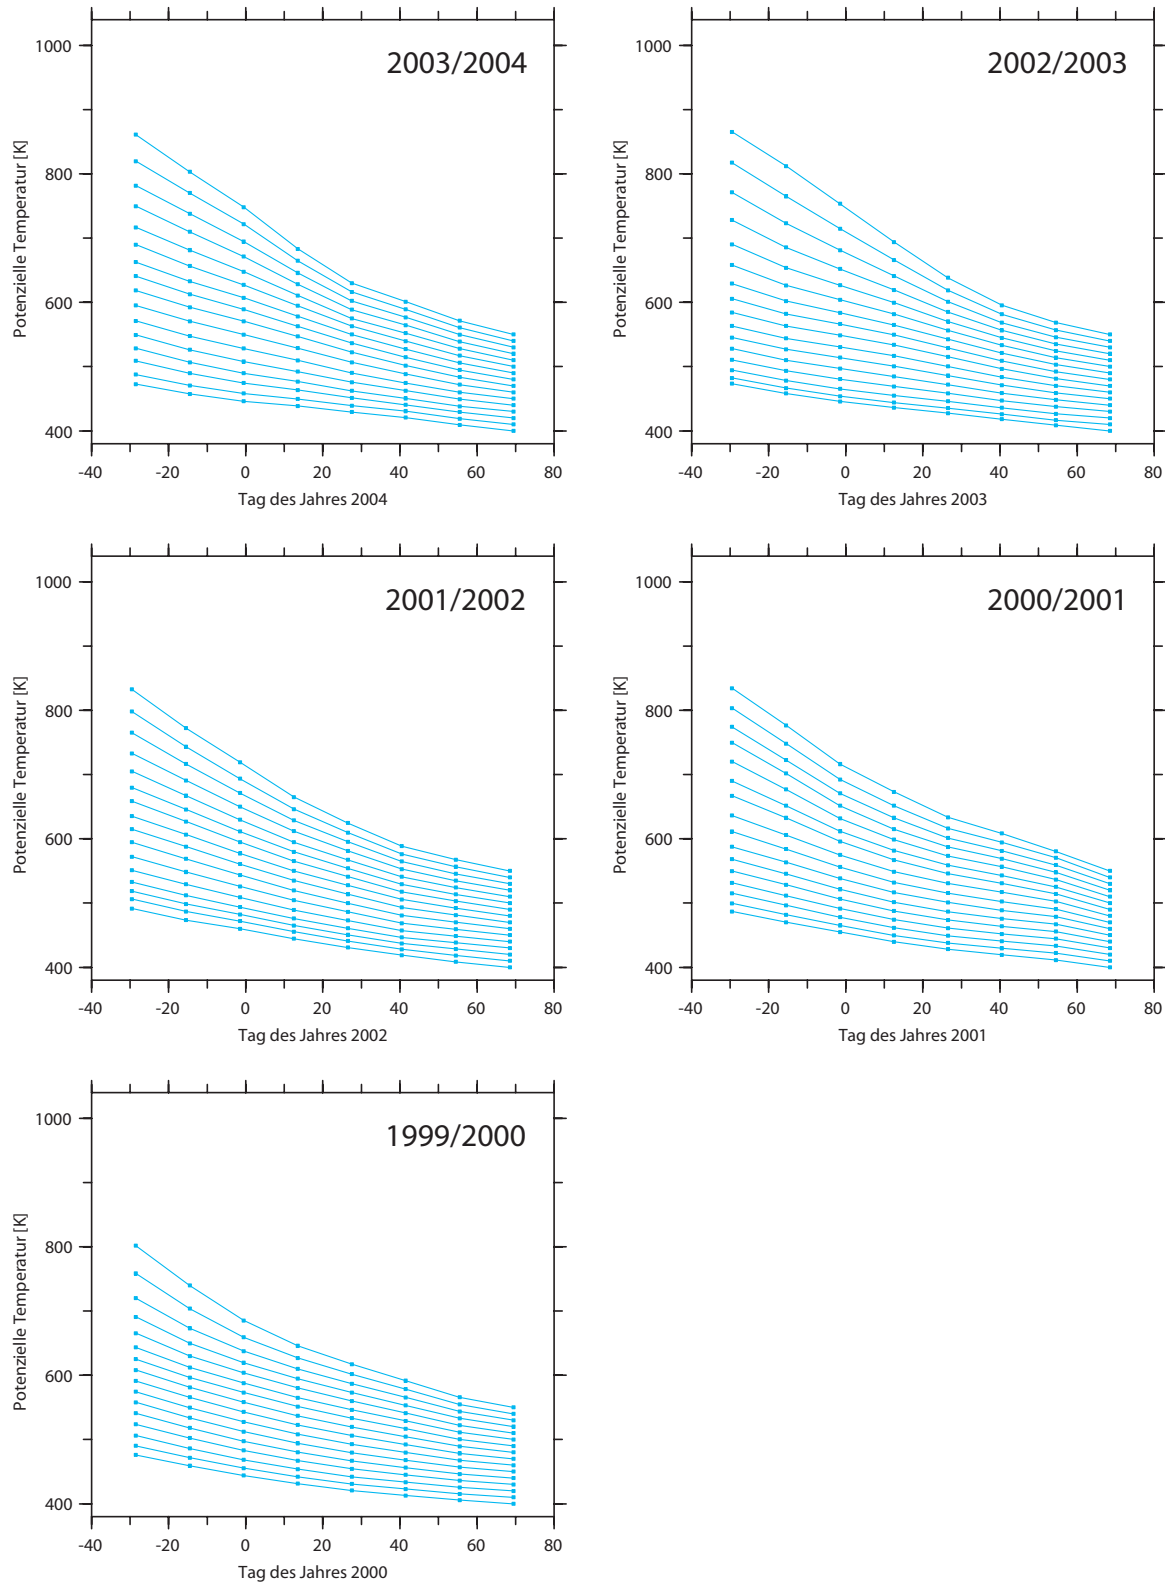 2003/2004
1000
800
600
400
Potenzielle Temperatur [K]
-40 -20 0 20 40 60 80
Tag des Jahres 2004
2002/2003
1000
800
600
400
Potenzielle Temperatur [K]
-40 -20 0 20 40 60 80
Tag des Jahres 2003
2001/2002
1000
800
600
400
Potenzielle Temperatur [K]
-40 -20 0 20 40 60 80
Tag des Jahres 2002
2000/2001
1000
800
600
400
Potenzielle Temperatur [K]
-40 -20 0 20 40 60 80
Tag des Jahres 2001
1999/2000
1000
800
600
400
Potenzielle Temperatur [K]
-40 -20 0 20 40 60 80
Tag des Jahres 2000